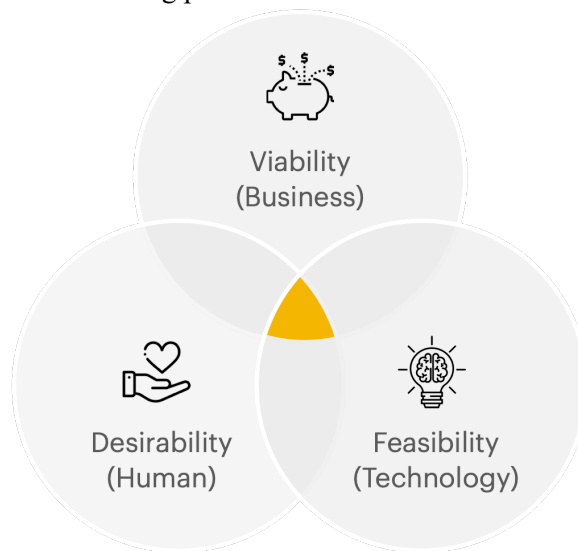 $ $ $
Viability
(Business)
Desirability
(Human)
Feasibility
(Technology)